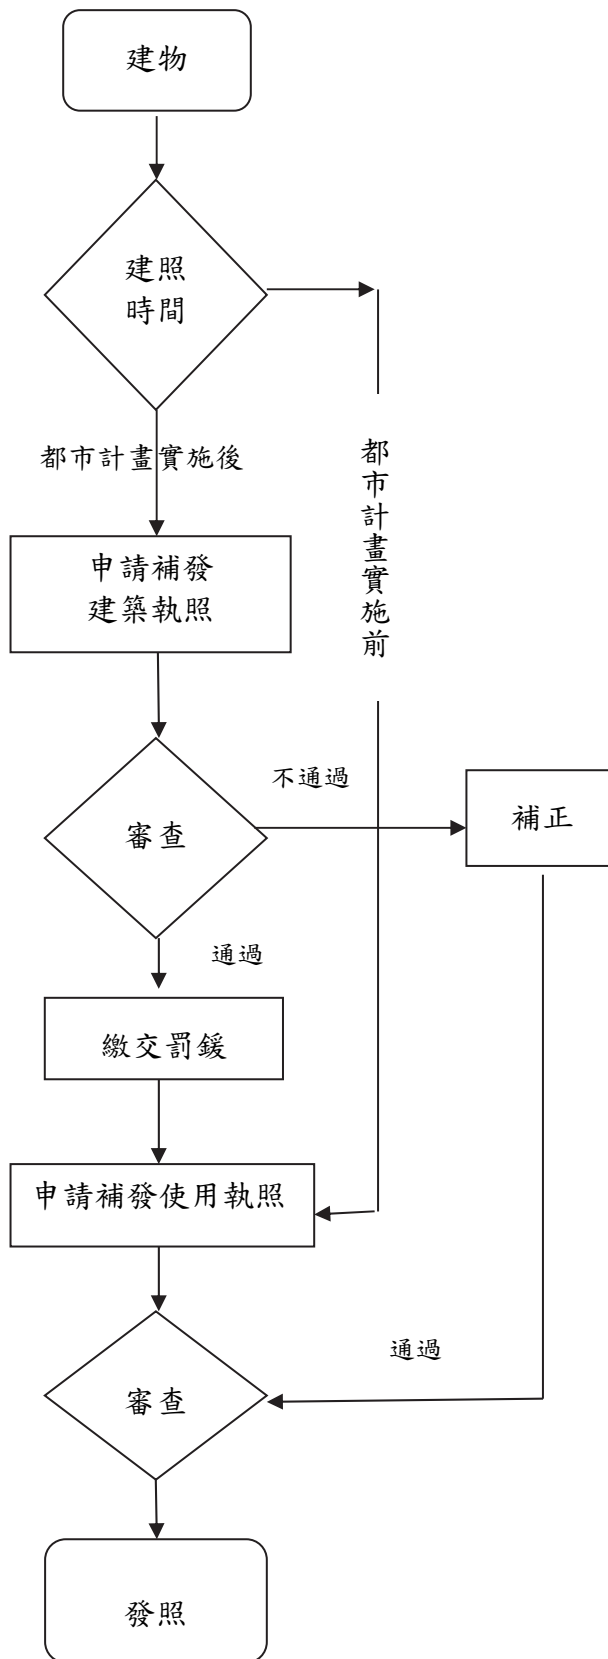 建物
建照
時間
都市計畫實施後
都市計畫實施前
申請補發
建築執照
審查
不通過
補正
通過
繳交罰鍰
申請補發使用執照
通過
審查
發照